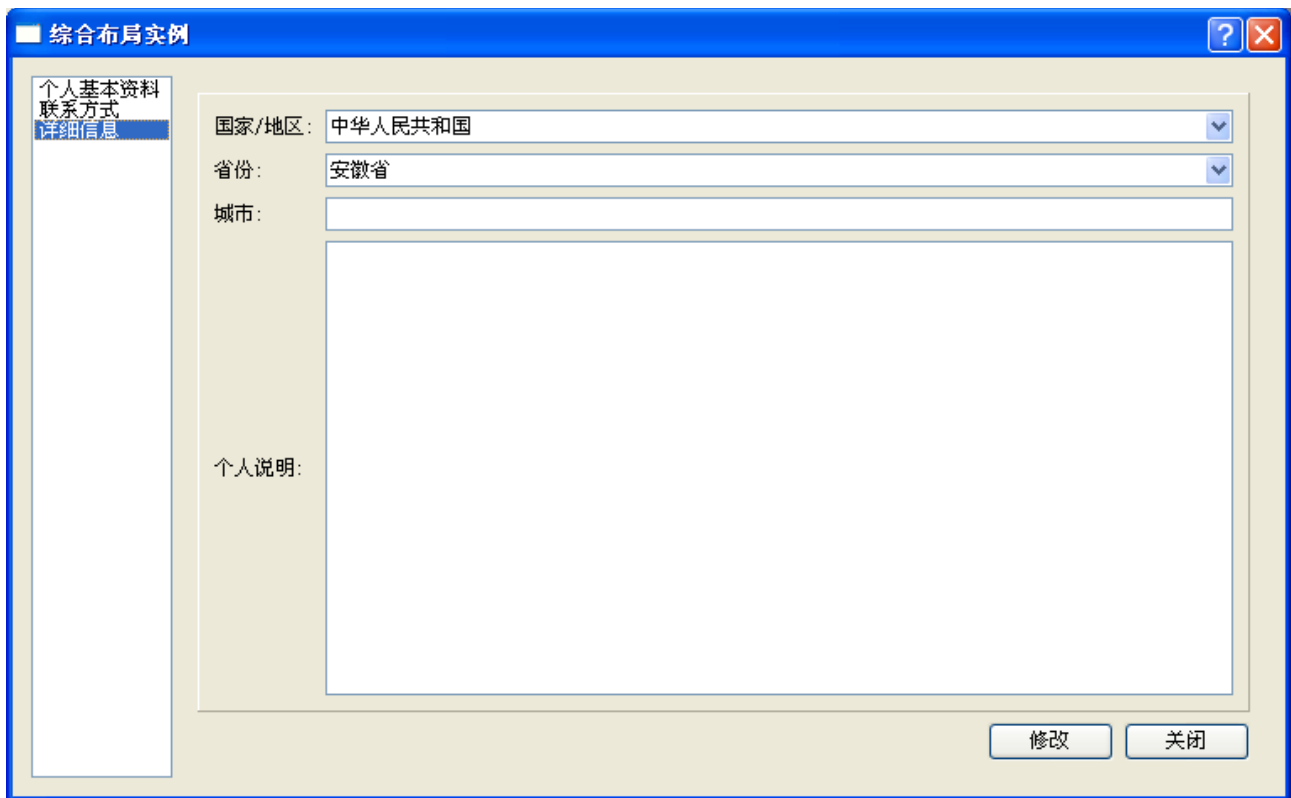 综合布局实例
个人基本资料
联系方式
详细信息
国家/地区: 中华人民共和国
省份: 安徽省
城市:
个人说明:
修改 关闭